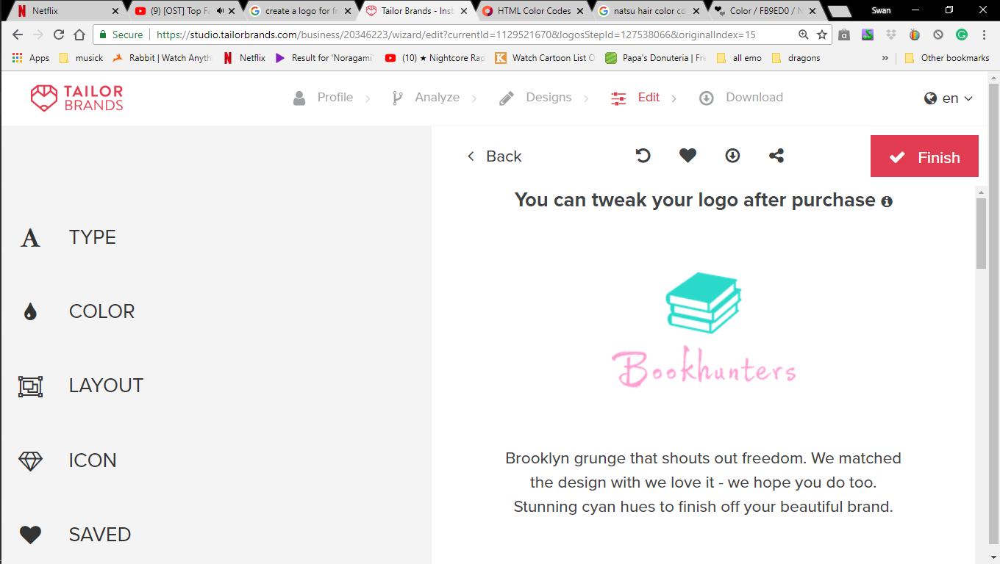 Netflix
(9) [OST] Top Fa
create a logo for fr
Tailor Brands - Inst
HTML Color Codes
natsu hair color co
Color / FB9ED0 / N
Swan
Secure
https://studio.tailorbrands.com/business/20346223/wizard/edit?currentId=1129521670&logosStepId=127538066&originalIndex=15
Apps
musick
Rabbit | Watch Anyth
Netflix
Result for 'Noragami'
(10) ★ Nightcore Rad
Watch Cartoon List O
Papa's Donuteria | Fre
all emo
dragons
»
Other bookmarks
TAILOR
BRANDS
Profile
Analyze
Designs
Edit
Download
en
Back
Finish
You can tweak your logo after purchase
TYPE
COLOR
LAYOUT
ICON
SAVED
Bookhunters
Brooklyn grunge that shouts out freedom. We matched
the design with we love it - we hope you do too.
Stunning cyan hues to finish off your beautiful brand.